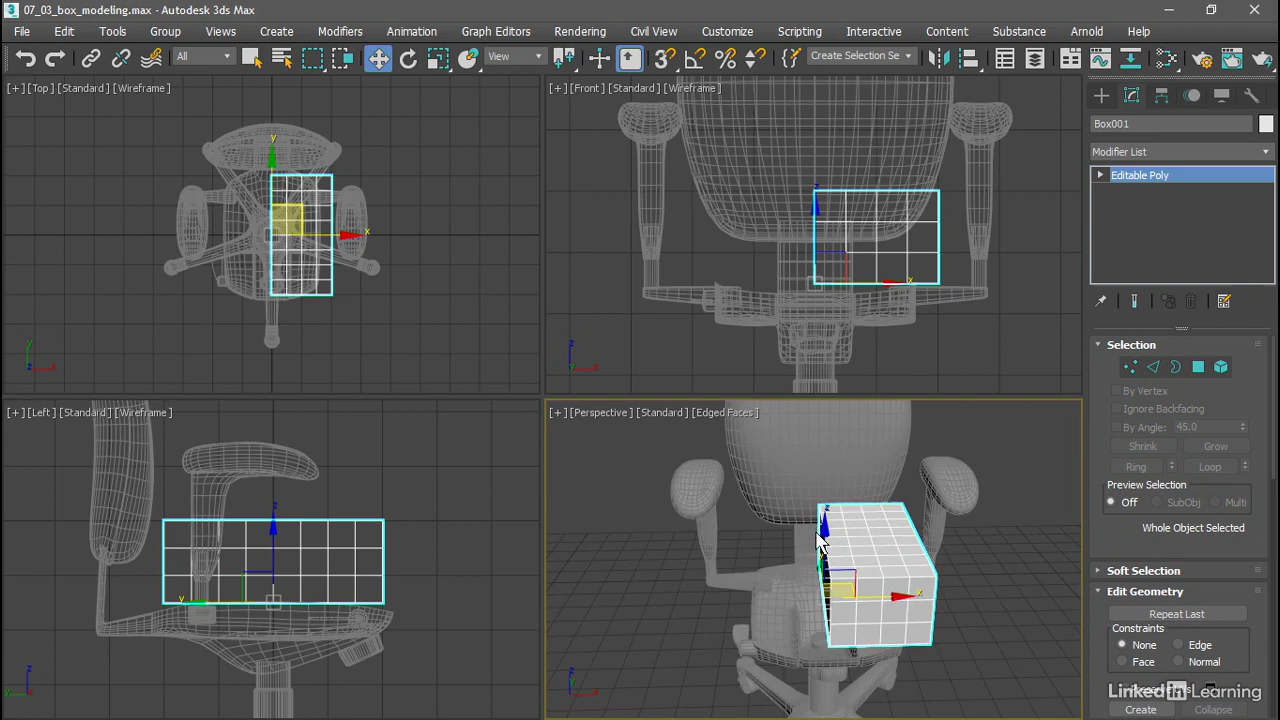 07_03_box_modeling.max - Autodesk 3ds Max
File Edit Tools Group Views Create Modifiers Animation Graph Editors Rendering Civil View Customize Scripting Interactive Content Substance Arnold Help
All View Create Selection Se
[+] [Top] [Standard] [Wireframe]
[+] [Front] [Standard] [Wireframe]
Box001
Modifier List
Editable Poly
y
x
z
x
y
z x
z
y x
[+] [Left] [Standard] [Wireframe]
[+] [Perspective] [Standard] [Edged Faces]
z
y
z
x
z
y x
z
y x
Selection
By Vertex
Ignore Backfacing
By Angle: 45.0
Shrink Grow
Ring Loop
Preview Selection
Off SubObj Multi
Whole Object Selected
Soft Selection
Edit Geometry
Repeat Last
Constraints
None Edge
Face Normal
LinkedIn Learning
Create Collapse